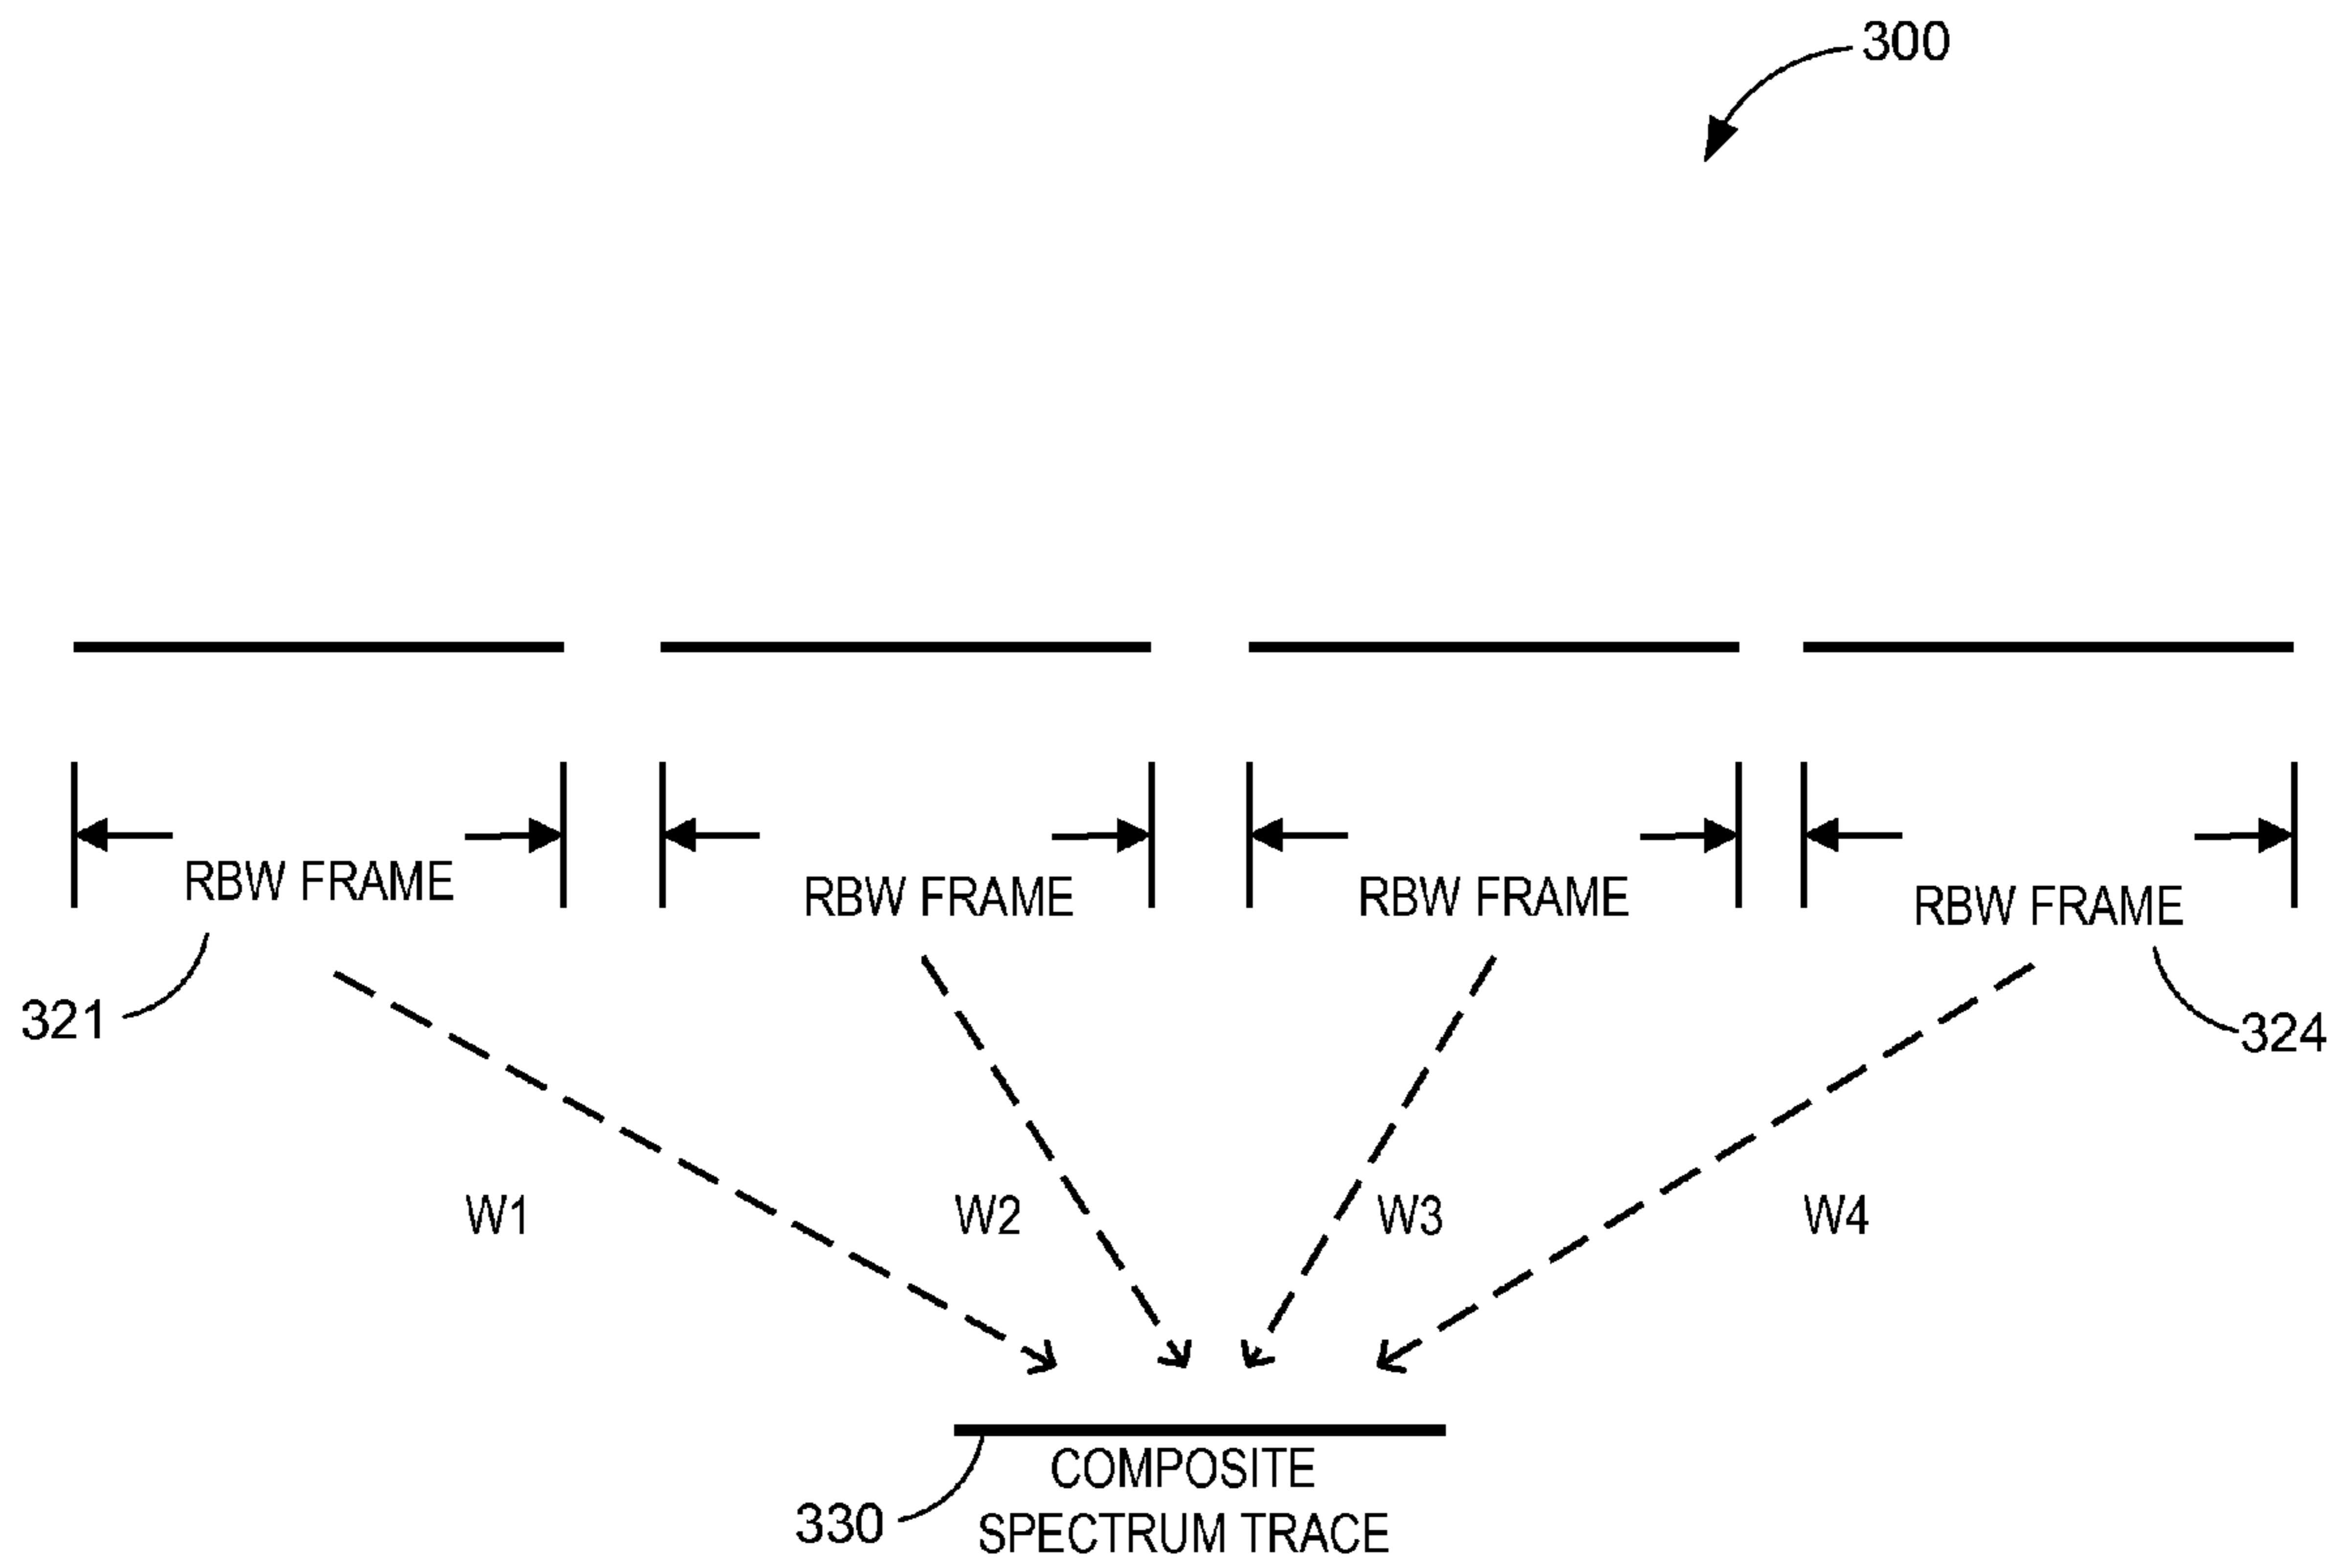 300
RBW FRAME
RBW FRAME
RBW FRAME
RBW FRAME
321
324
W1
W2
W3
W4
COMPOSITE
SPECTRUM TRACE
330